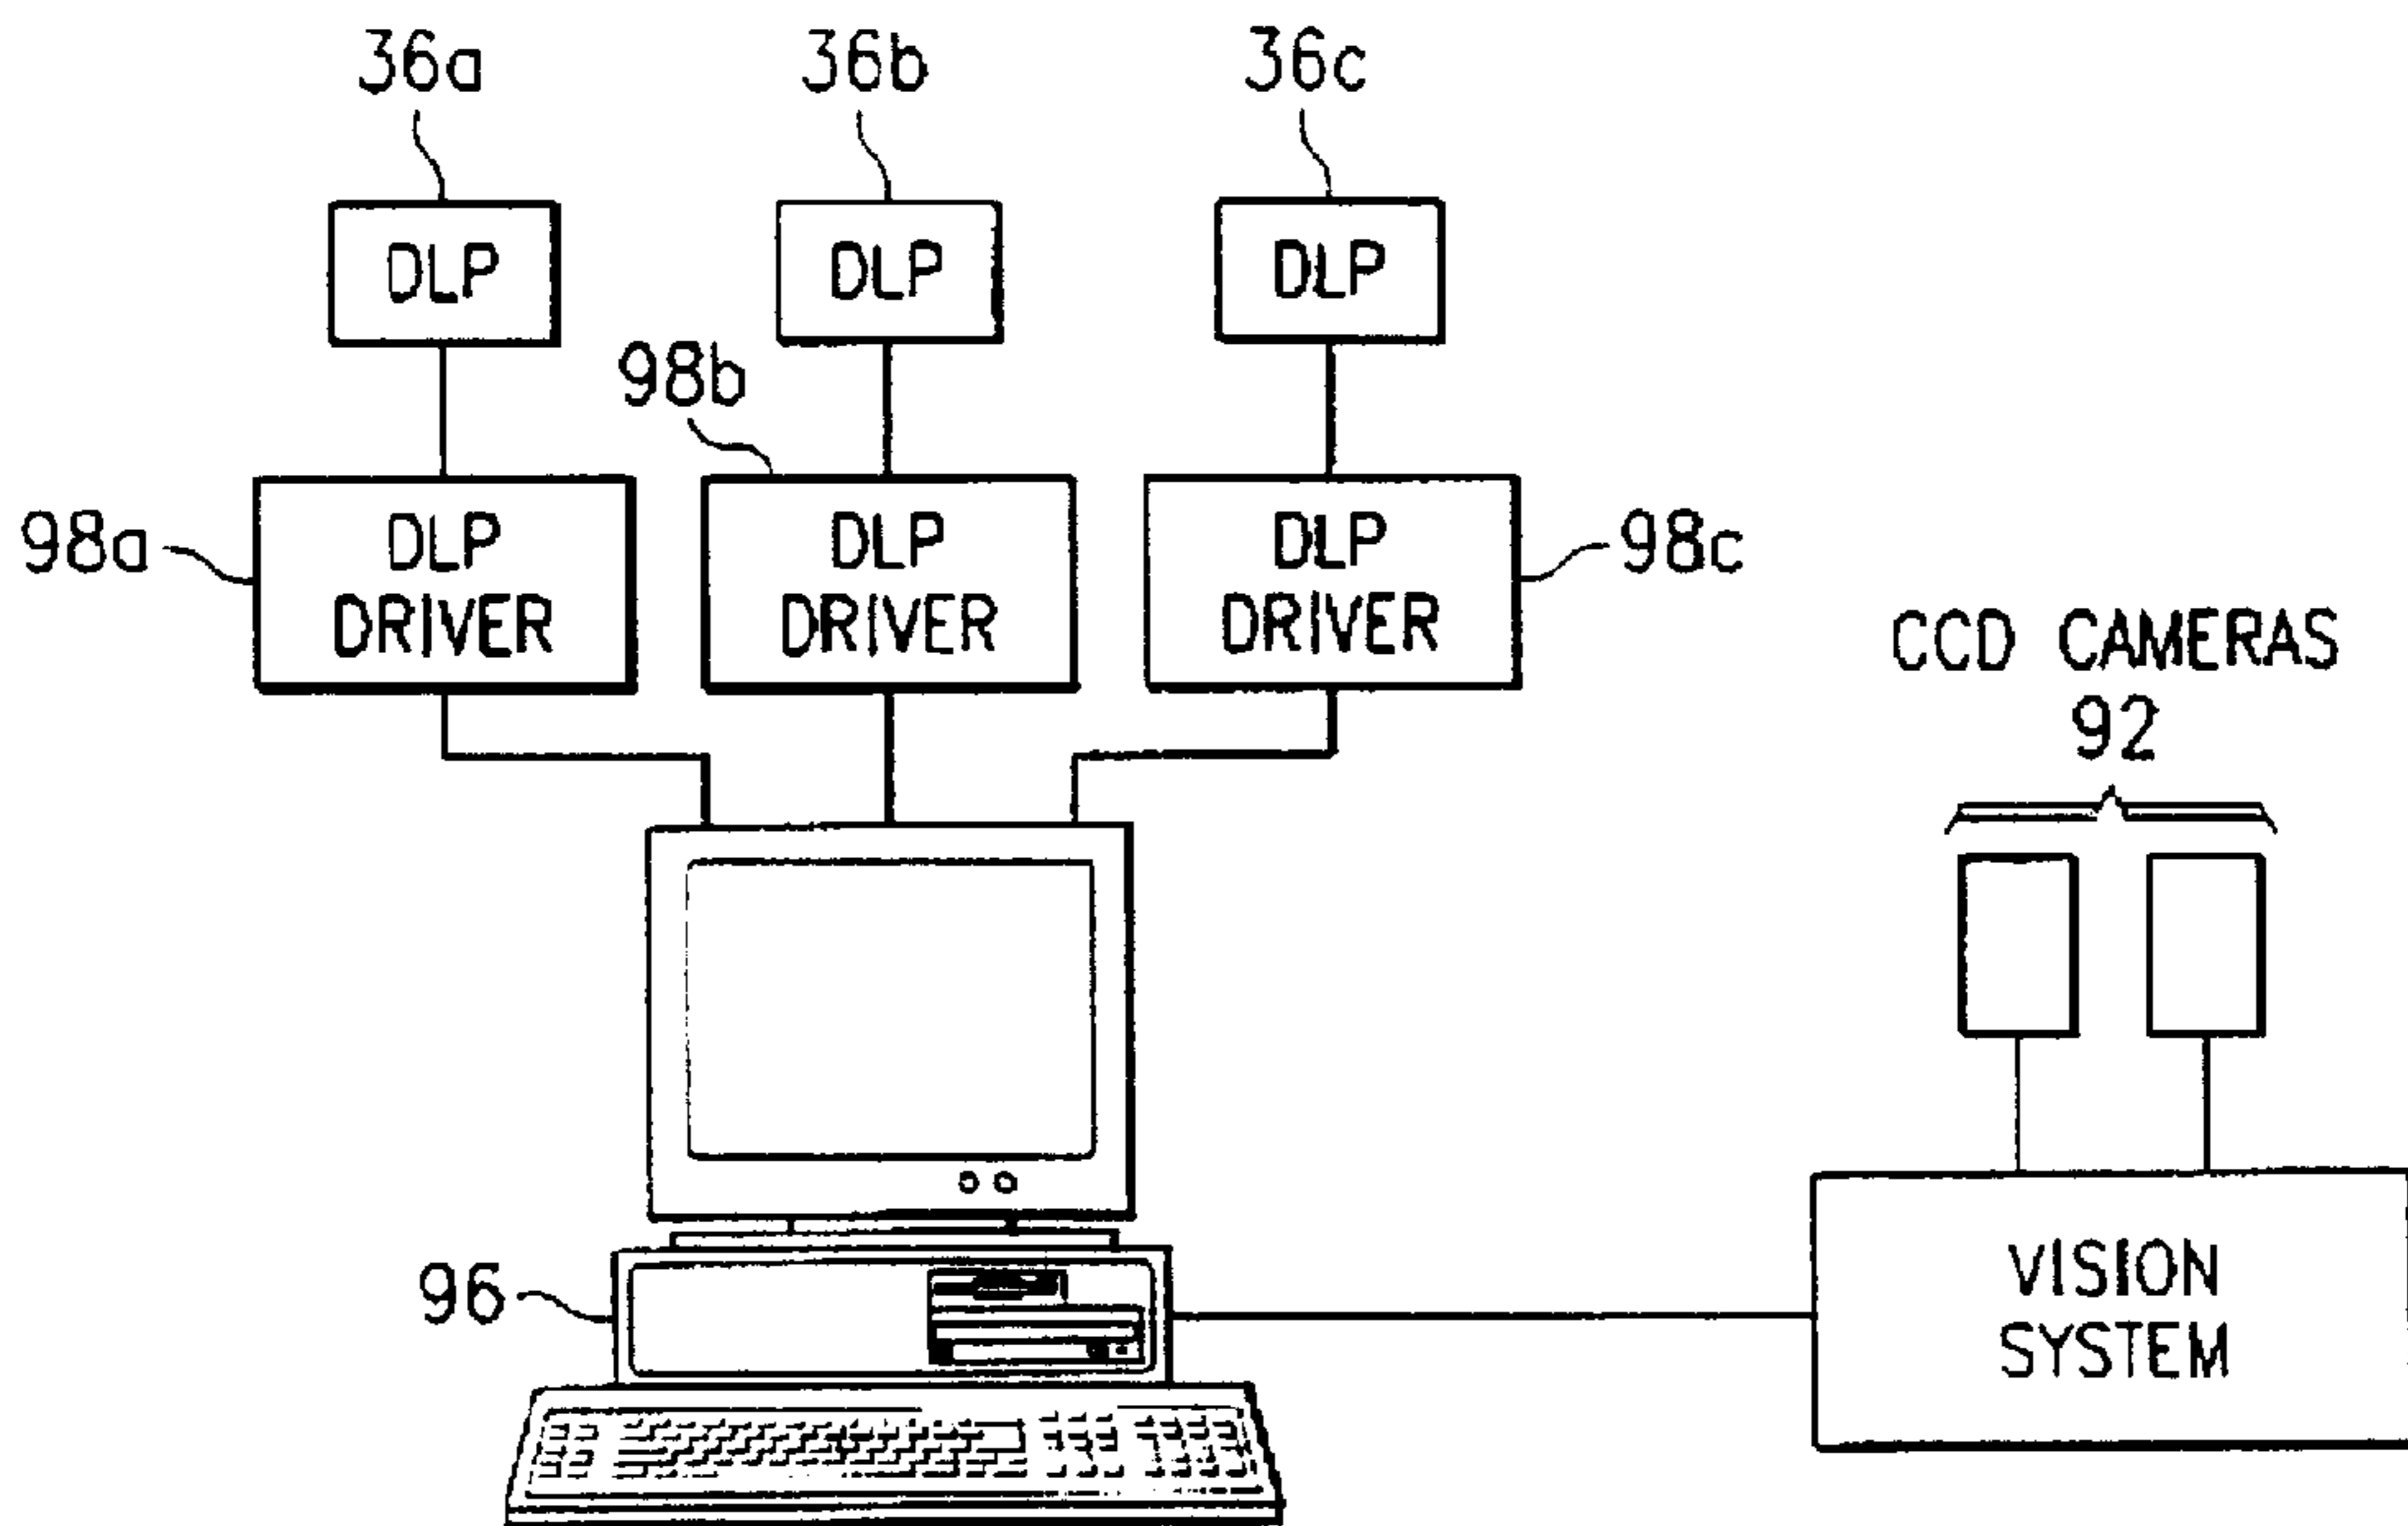 36a
36b
36c
DLP
DLP
DLP
98b
98a
DLP
DRIVER
DLP
DRIVER
DLP
DRIVER
98c
CCD CAMERAS
92
96
VISION
SYSTEM